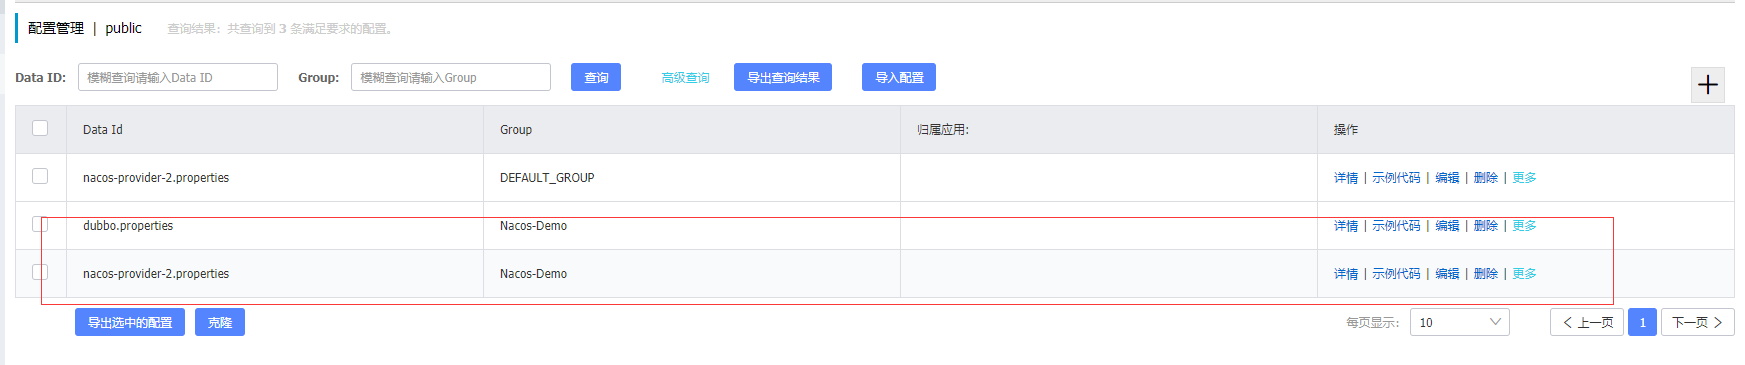 配置管理 | public 查询结果：共查询到 3 条满足要求的配置。
Data ID: 模糊查询请输入Data ID Group: 模糊查询请输入Group 查询 高级查询 导出查询结果 导入配置
Data Id Group 归属应用: 操作
nacos-provider-2.properties DEFAULT_GROUP 详情 | 示例代码 | 编辑 | 删除 | 更多
dubbo.properties Nacos-Demo 详情 | 示例代码 | 编辑 | 删除 | 更多
nacos-provider-2.properties Nacos-Demo 详情 | 示例代码 | 编辑 | 删除 | 更多
导出选中的配置 克隆 每页显示: 10 上一页 1 下一页